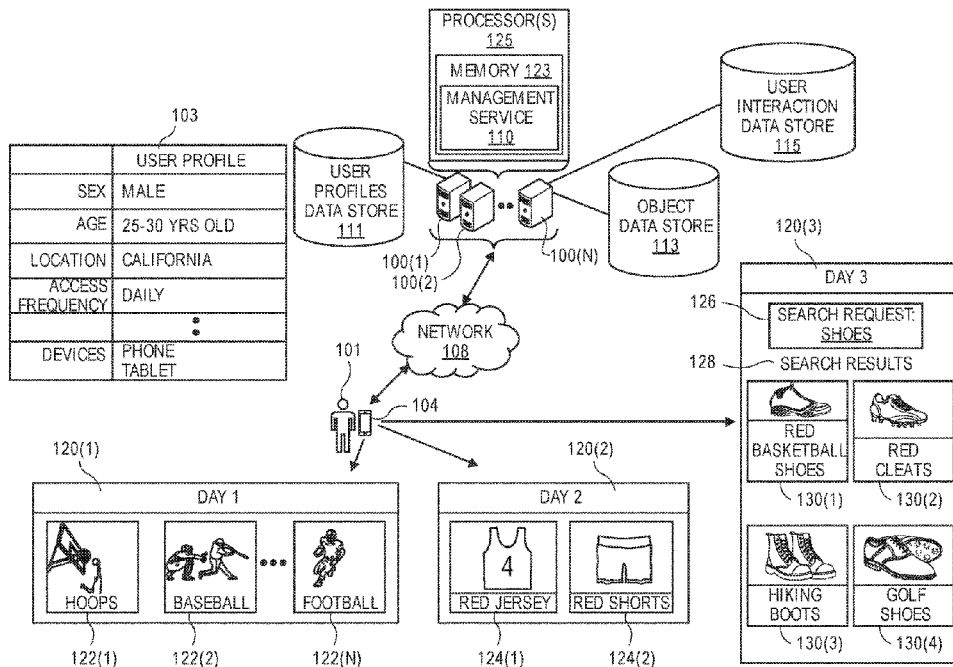 PROCESSOR(S)
125
MEMORY 123
MANAGEMENT
SERVICE
110
USER
INTERACTION
DATA STORE
115
103
USER PROFILE
SEX MALE
AGE 25-30 YRS OLD
LOCATION CALIFORNIA
ACCESS
FREQUENCY DAILY
DEVICES PHONE
TABLET
USER
PROFILES
DATA STORE
111
OBJECT
DATA STORE
113
100(1)
100(2)
100(N)
NETWORK
108
101
104
120(3)
DAY 3
126
SEARCH REQUEST:
SHOES
128
SEARCH RESULTS
RED
BASKETBALL
SHOES
RED
CLEATS
130(1)
130(2)
HIKING
BOOTS
GOLF
SHOES
130(3)
130(4)
120(1)
DAY 1
HOOPS
BASEBALL
FOOTBALL
122(1)
122(2)
122(N)
120(2)
DAY 2
4
RED JERSEY
RED SHORTS
124(1)
124(2)